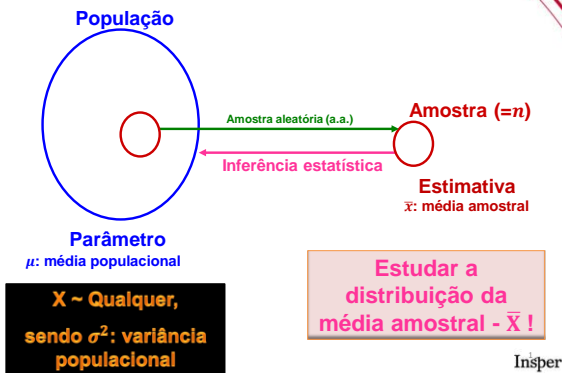 População
Amostra aleatória (a.a.)
Amostra (=n)
Inferência estatística
Estimativa
x̄: média amostral
Parâmetro
μ: média populacional
X ~ Qualquer,
sendo σ²: variância
populacional
Estudar a
distribuição da
média amostral - X̄ !
Insper